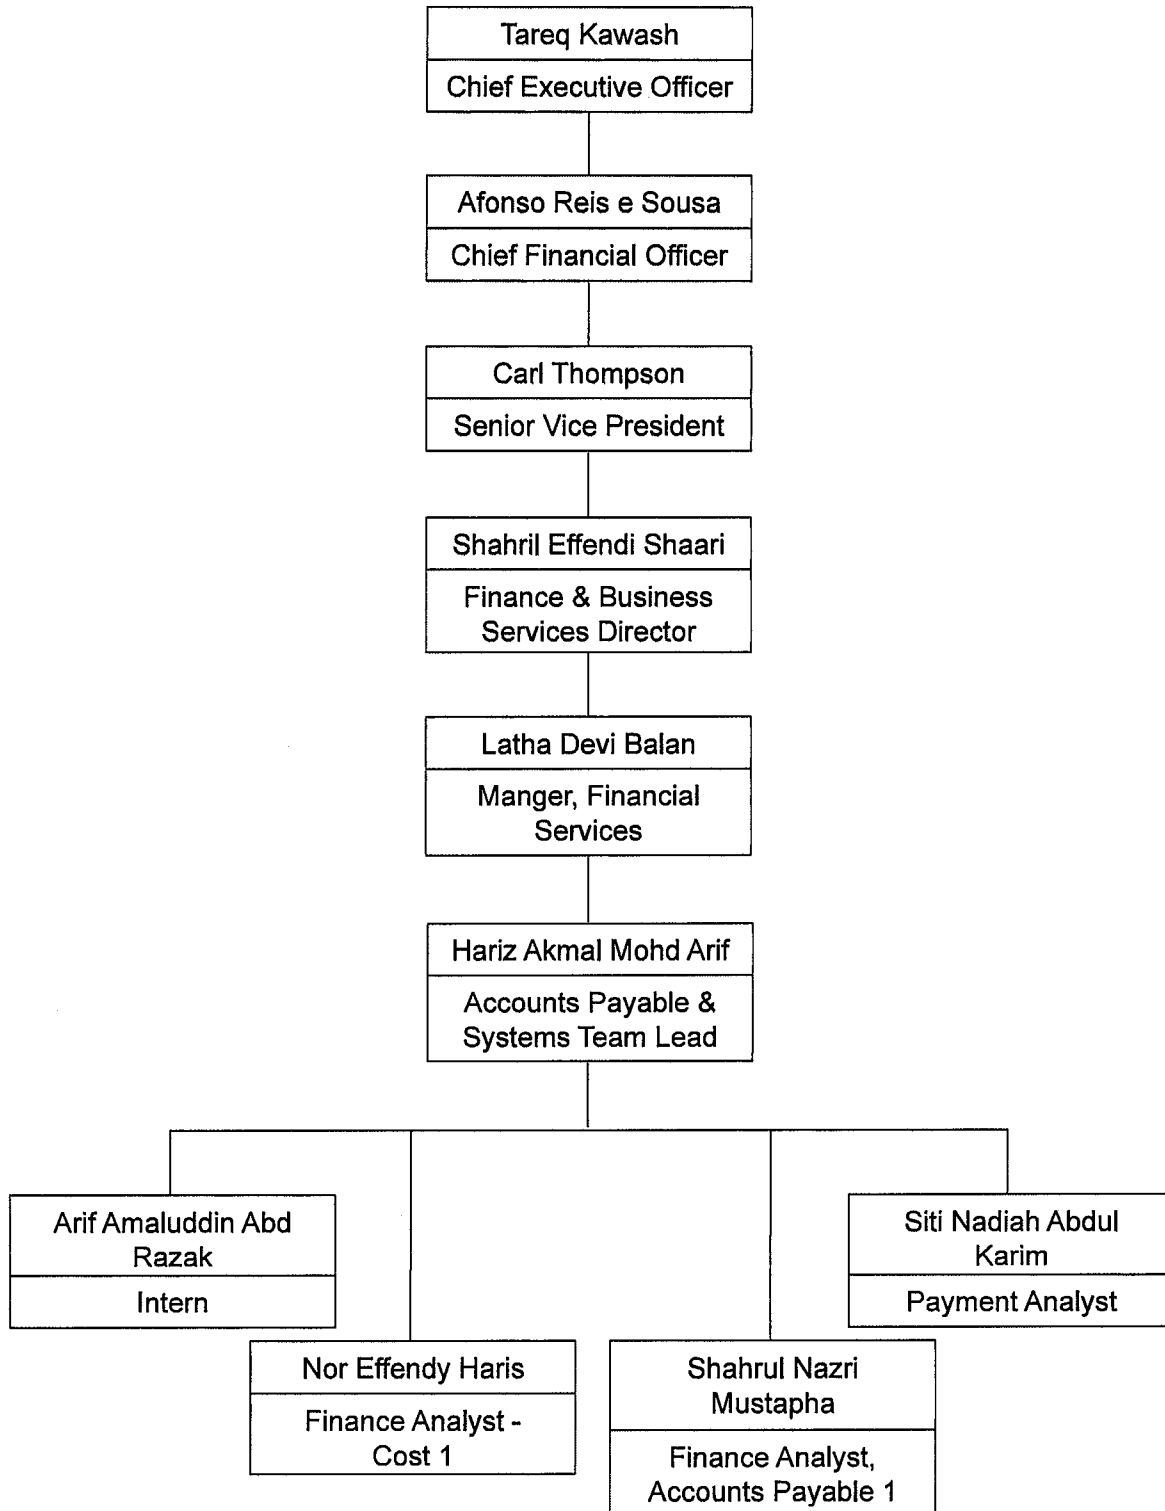 Tareq Kawash
Chief Executive Officer
Afonso Reis e Sousa
Chief Financial Officer
Carl Thompson
Senior Vice President
Shahril Effendi Shaari
Finance & Business
Services Director
Latha Devi Balan
Manger, Financial
Services
Hariz Akmal Mohd Arif
Accounts Payable &
Systems Team Lead
Arif Amaluddin Abd
Razak
Intern
Nor Effendy Haris
Finance Analyst -
Cost 1
Shahrul Nazri
Mustapha
Finance Analyst,
Accounts Payable 1
Siti Nadiah Abdul
Karim
Payment Analyst